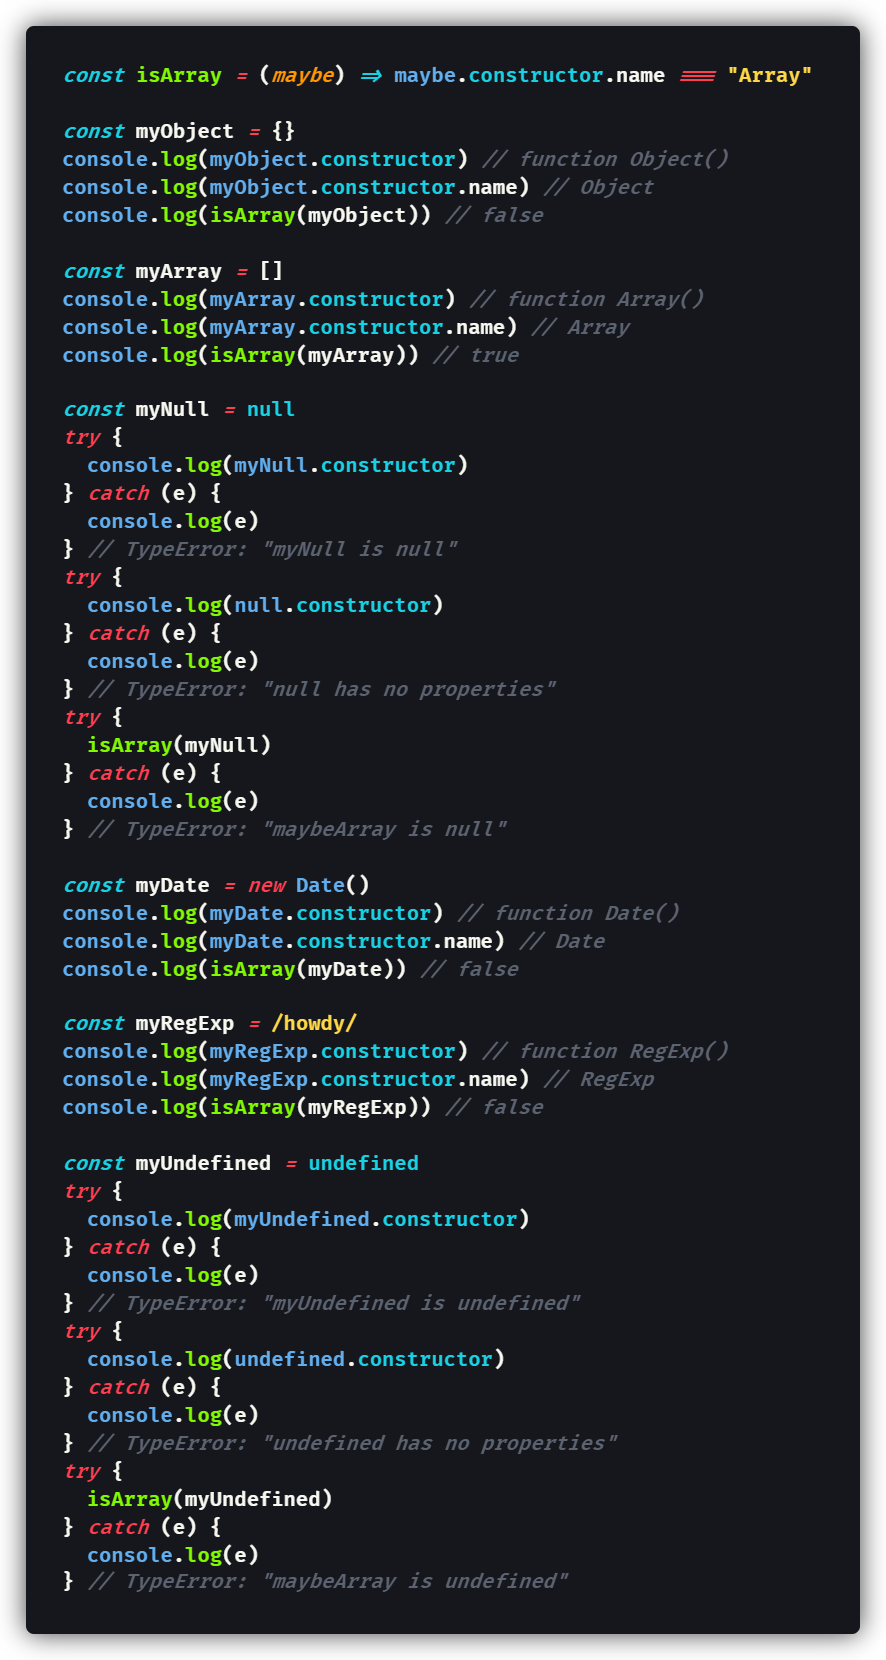 const isArray = (maybe) => maybe.constructor.name === "Array"

const myObject = {}
console.log(myObject.constructor) // function Object()
console.log(myObject.constructor.name) // Object
console.log(isArray(myObject)) // false

const myArray = []
console.log(myArray.constructor) // function Array()
console.log(myArray.constructor.name) // Array
console.log(isArray(myArray)) // true

const myNull = null
try {
  console.log(myNull.constructor)
} catch (e) {
  console.log(e)
} // TypeError: "myNull is null"
try {
  console.log(null.constructor)
} catch (e) {
  console.log(e)
} // TypeError: "null has no properties"
try {
  isArray(myNull)
} catch (e) {
  console.log(e)
} // TypeError: "maybeArray is null"

const myDate = new Date()
console.log(myDate.constructor) // function Date()
console.log(myDate.constructor.name) // Date
console.log(isArray(myDate)) // false

const myRegExp = /howdy/
console.log(myRegExp.constructor) // function RegExp()
console.log(myRegExp.constructor.name) // RegExp
console.log(isArray(myRegExp)) // false

const myUndefined = undefined
try {
  console.log(myUndefined.constructor)
} catch (e) {
  console.log(e)
} // TypeError: "myUndefined is undefined"
try {
  console.log(undefined.constructor)
} catch (e) {
  console.log(e)
} // TypeError: "undefined has no properties"
try {
  isArray(myUndefined)
} catch (e) {
  console.log(e)
} // TypeError: "maybeArray is undefined"